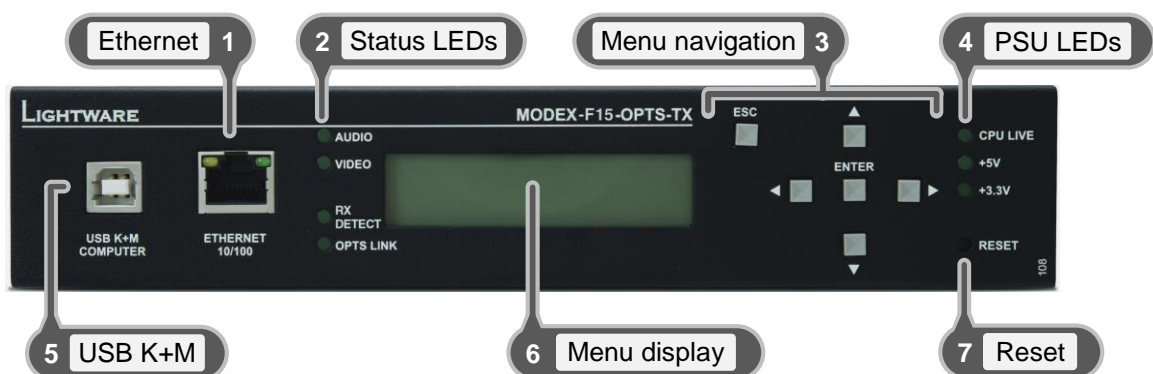 Ethernet 1
2 Status LEDs
Menu navigation 3
4 PSU LEDs
LIGHTWARE
MODEX-F15-OPTS-TX
ESC
AUDIO
CPU LIVE
VIDEO
ENTER
+5V
+3.3V
RX
DETECT
USB K+M
COMPUTER
ETHERNET
10/100
OPTS LINK
RESET
108
5 USB K+M
6 Menu display
7 Reset